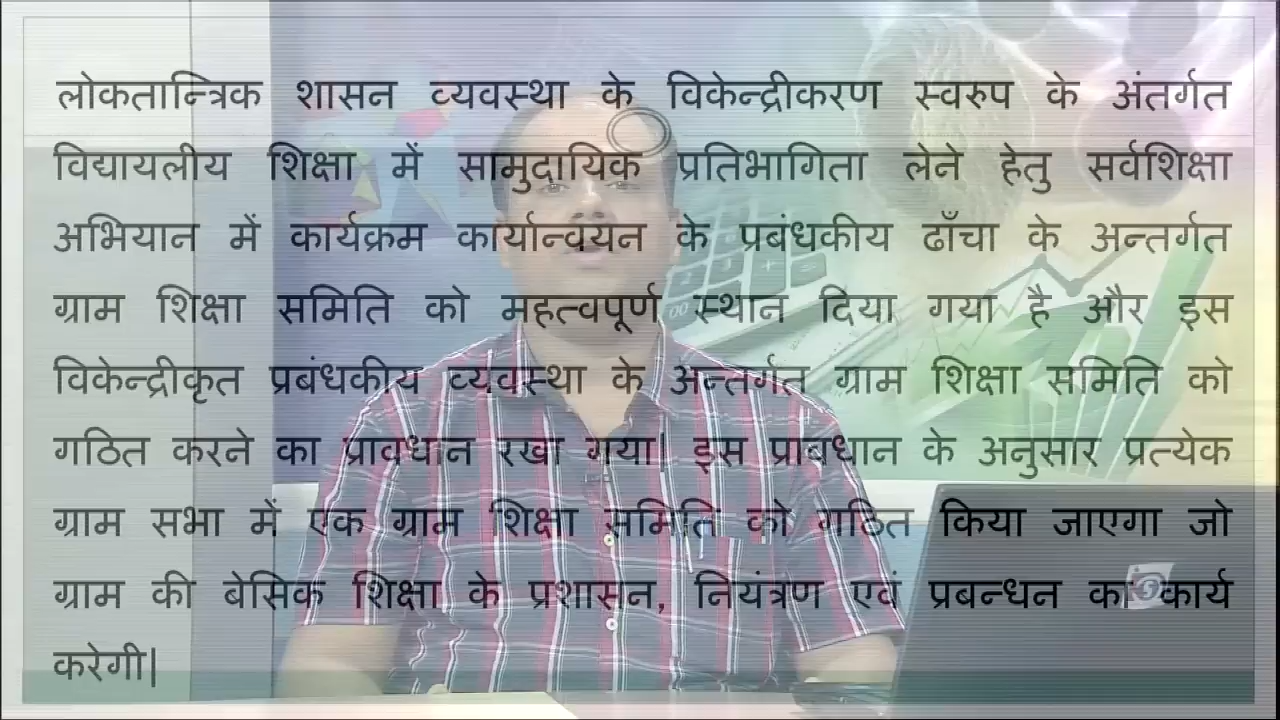 लोकतान्त्रिक शासन व्यवस्था के विकेन्द्रीकरण स्वरुप के अंतर्गत
विद्यायलीय शिक्षा में सामुदायिक प्रतिभागिता लेने हेतु सर्वशिक्षा
अभियान में कार्यक्रम कार्यान्वयन के प्रबंधकीय ढाँचा के अन्तर्गत
ग्राम शिक्षा समिति को महत्वपूर्ण स्थान दिया गया है और इस
विकेन्द्रीकृत प्रबंधकीय व्यवस्था के अन्तर्गत ग्राम शिक्षा समिति को
गठित करने का प्रावधान रखा गया| इस प्रावधान के अनुसार प्रत्येक
ग्राम सभा में एक ग्राम शिक्षा समिति को गठित किया जाएगा जो
ग्राम की बेसिक शिक्षा के प्रशासन, नियंत्रण एवं प्रबन्धन का कार्य
करेगी|